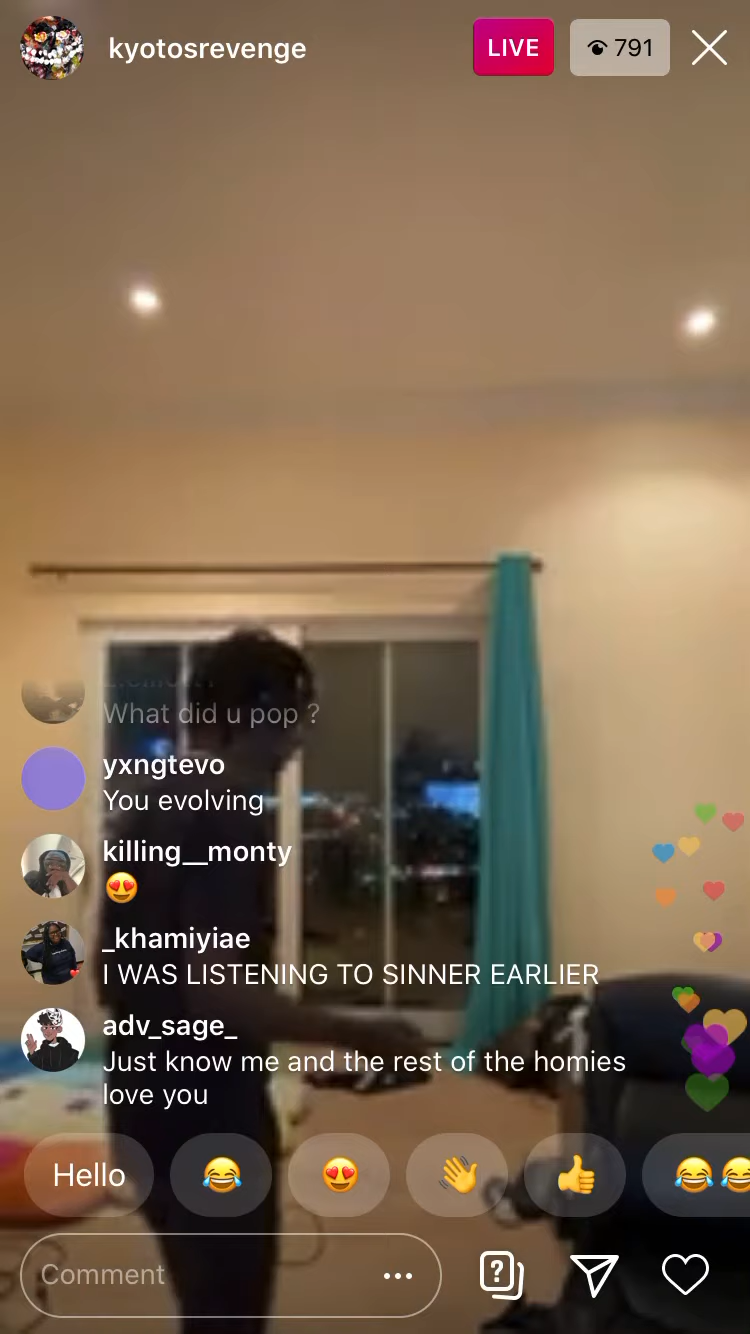 kyotosrevenge
LIVE
791
What did u pop ?
yxngtevo
You evolving
killing__monty
😍
_khamiyiae
I WAS LISTENING TO SINNER EARLIER
adv_sage_
Just know me and the rest of the homies
love you
Hello
Comment